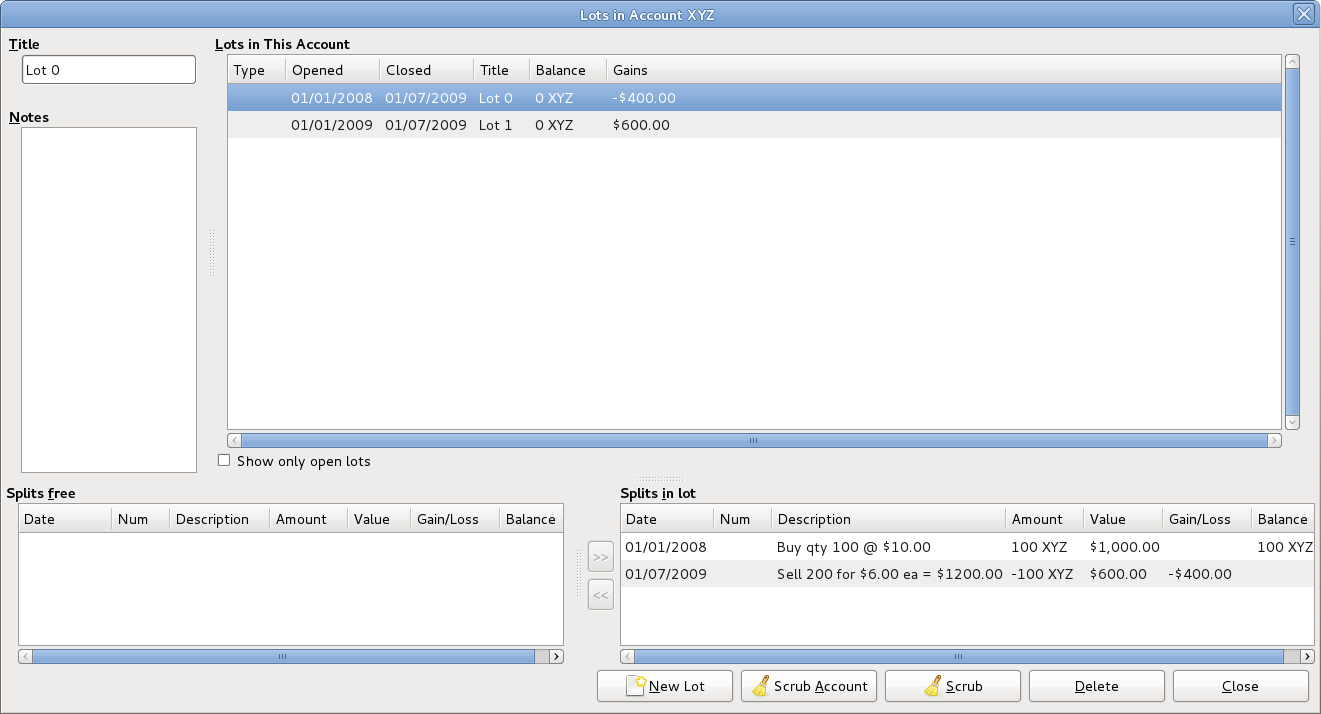 Lots in Account XYZ
Title
Lot 0
Notes
Lots in This Account
Type Opened Closed Title Balance Gains
01/01/2008 01/07/2009 Lot 0 0 XYZ -$400.00
01/01/2009 01/07/2009 Lot 1 0 XYZ $600.00
Show only open lots
Splits free
Date Num Description Amount Value Gain/Loss Balance
>>
<<
Splits in lot
Date Num Description Amount Value Gain/Loss Balance
01/01/2008 Buy qty 100 @ $10.00 100 XYZ $1,000.00 100 XYZ
01/07/2009 Sell 200 for $6.00 ea = $1200.00 -100 XYZ $600.00 -$400.00
New Lot Scrub Account Scrub Delete Close